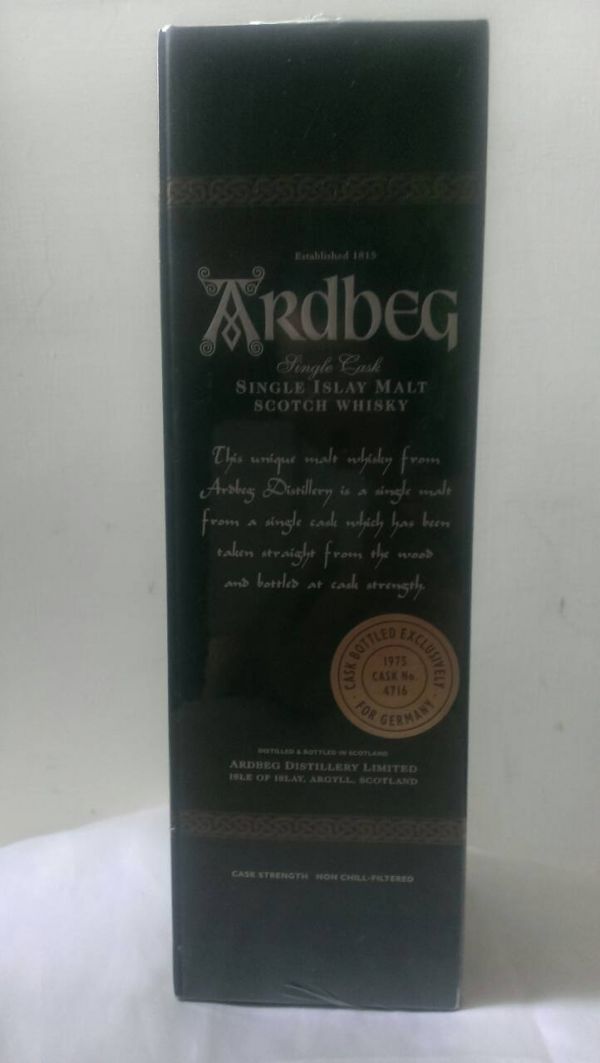 Established 1815
ARDBEG
Single Cask
SINGLE ISLAY MALT
SCOTCH WHISKY
This unique malt whisky from
Ardbeg Distillery is a single malt
from a single cask which has been
taken straight from the wood
and bottled at cask strength.
CASK BOTTLED EXCLUSIVELY
1975
CASK No.
4716
· FOR GERMANY ·
DISTILLED & BOTTLED IN SCOTLAND
ARDBEG DISTILLERY LIMITED
ISLE OF ISLAY, ARGYLL, SCOTLAND
CASK STRENGTH NON CHILL-FILTERED